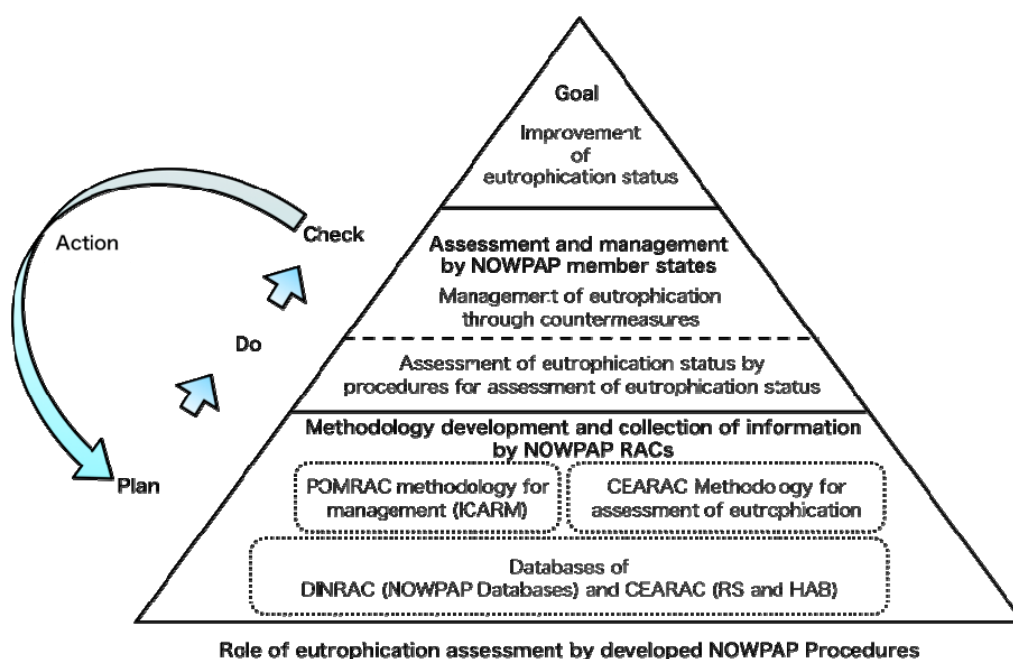 Goal
Improvement
of
eutrophication status
Action
Check
Do
Plan
Assessment and management
by NOWPAP member states
Management of eutrophication
through countermeasures
Assessment of eutrophication status by
procedures for assessment of eutrophication status
Methodology development and collection of information
by NOWPAP RACs
POMRAC methodology for
management (ICARM)
CEARAC Methodology for
assessment of eutrophication
Databases of
DINRAC (NOWPAP Databases) and CEARAC (RS and HAB)
Role of eutrophication assessment by developed NOWPAP Procedures